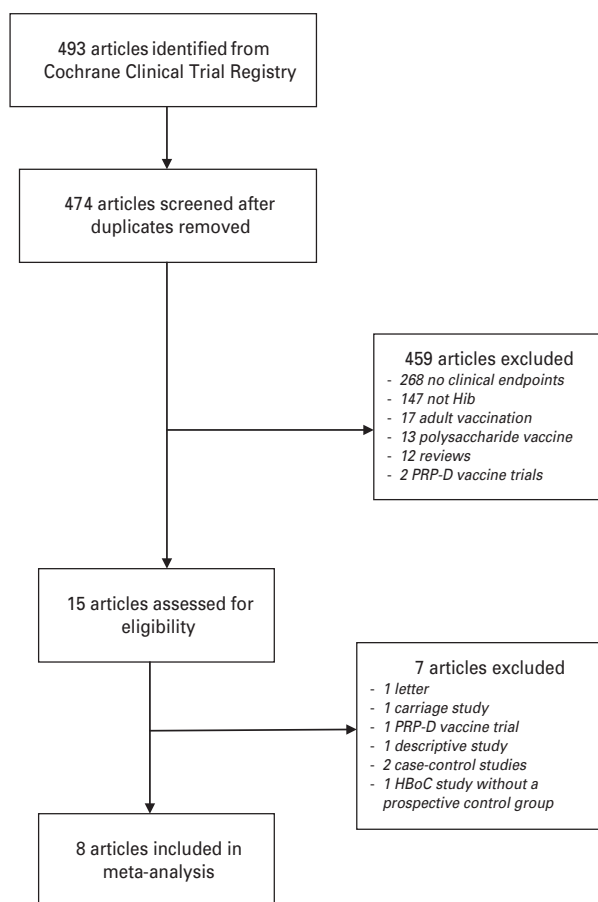 493 articles identified from
Cochrane Clinical Trial Registry
474 articles screened after
duplicates removed
459 articles excluded
- 268 no clinical endpoints
- 147 not Hib
- 17 adult vaccination
- 13 polysaccharide vaccine
- 12 reviews
- 2 PRP-D vaccine trials
15 articles assessed for
eligibility
7 articles excluded
- 1 letter
- 1 carriage study
- 1 PRP-D vaccine trial
- 1 descriptive study
- 2 case-control studies
- 1 HBoC study without a
prospective control group
8 articles included in
meta-analysis